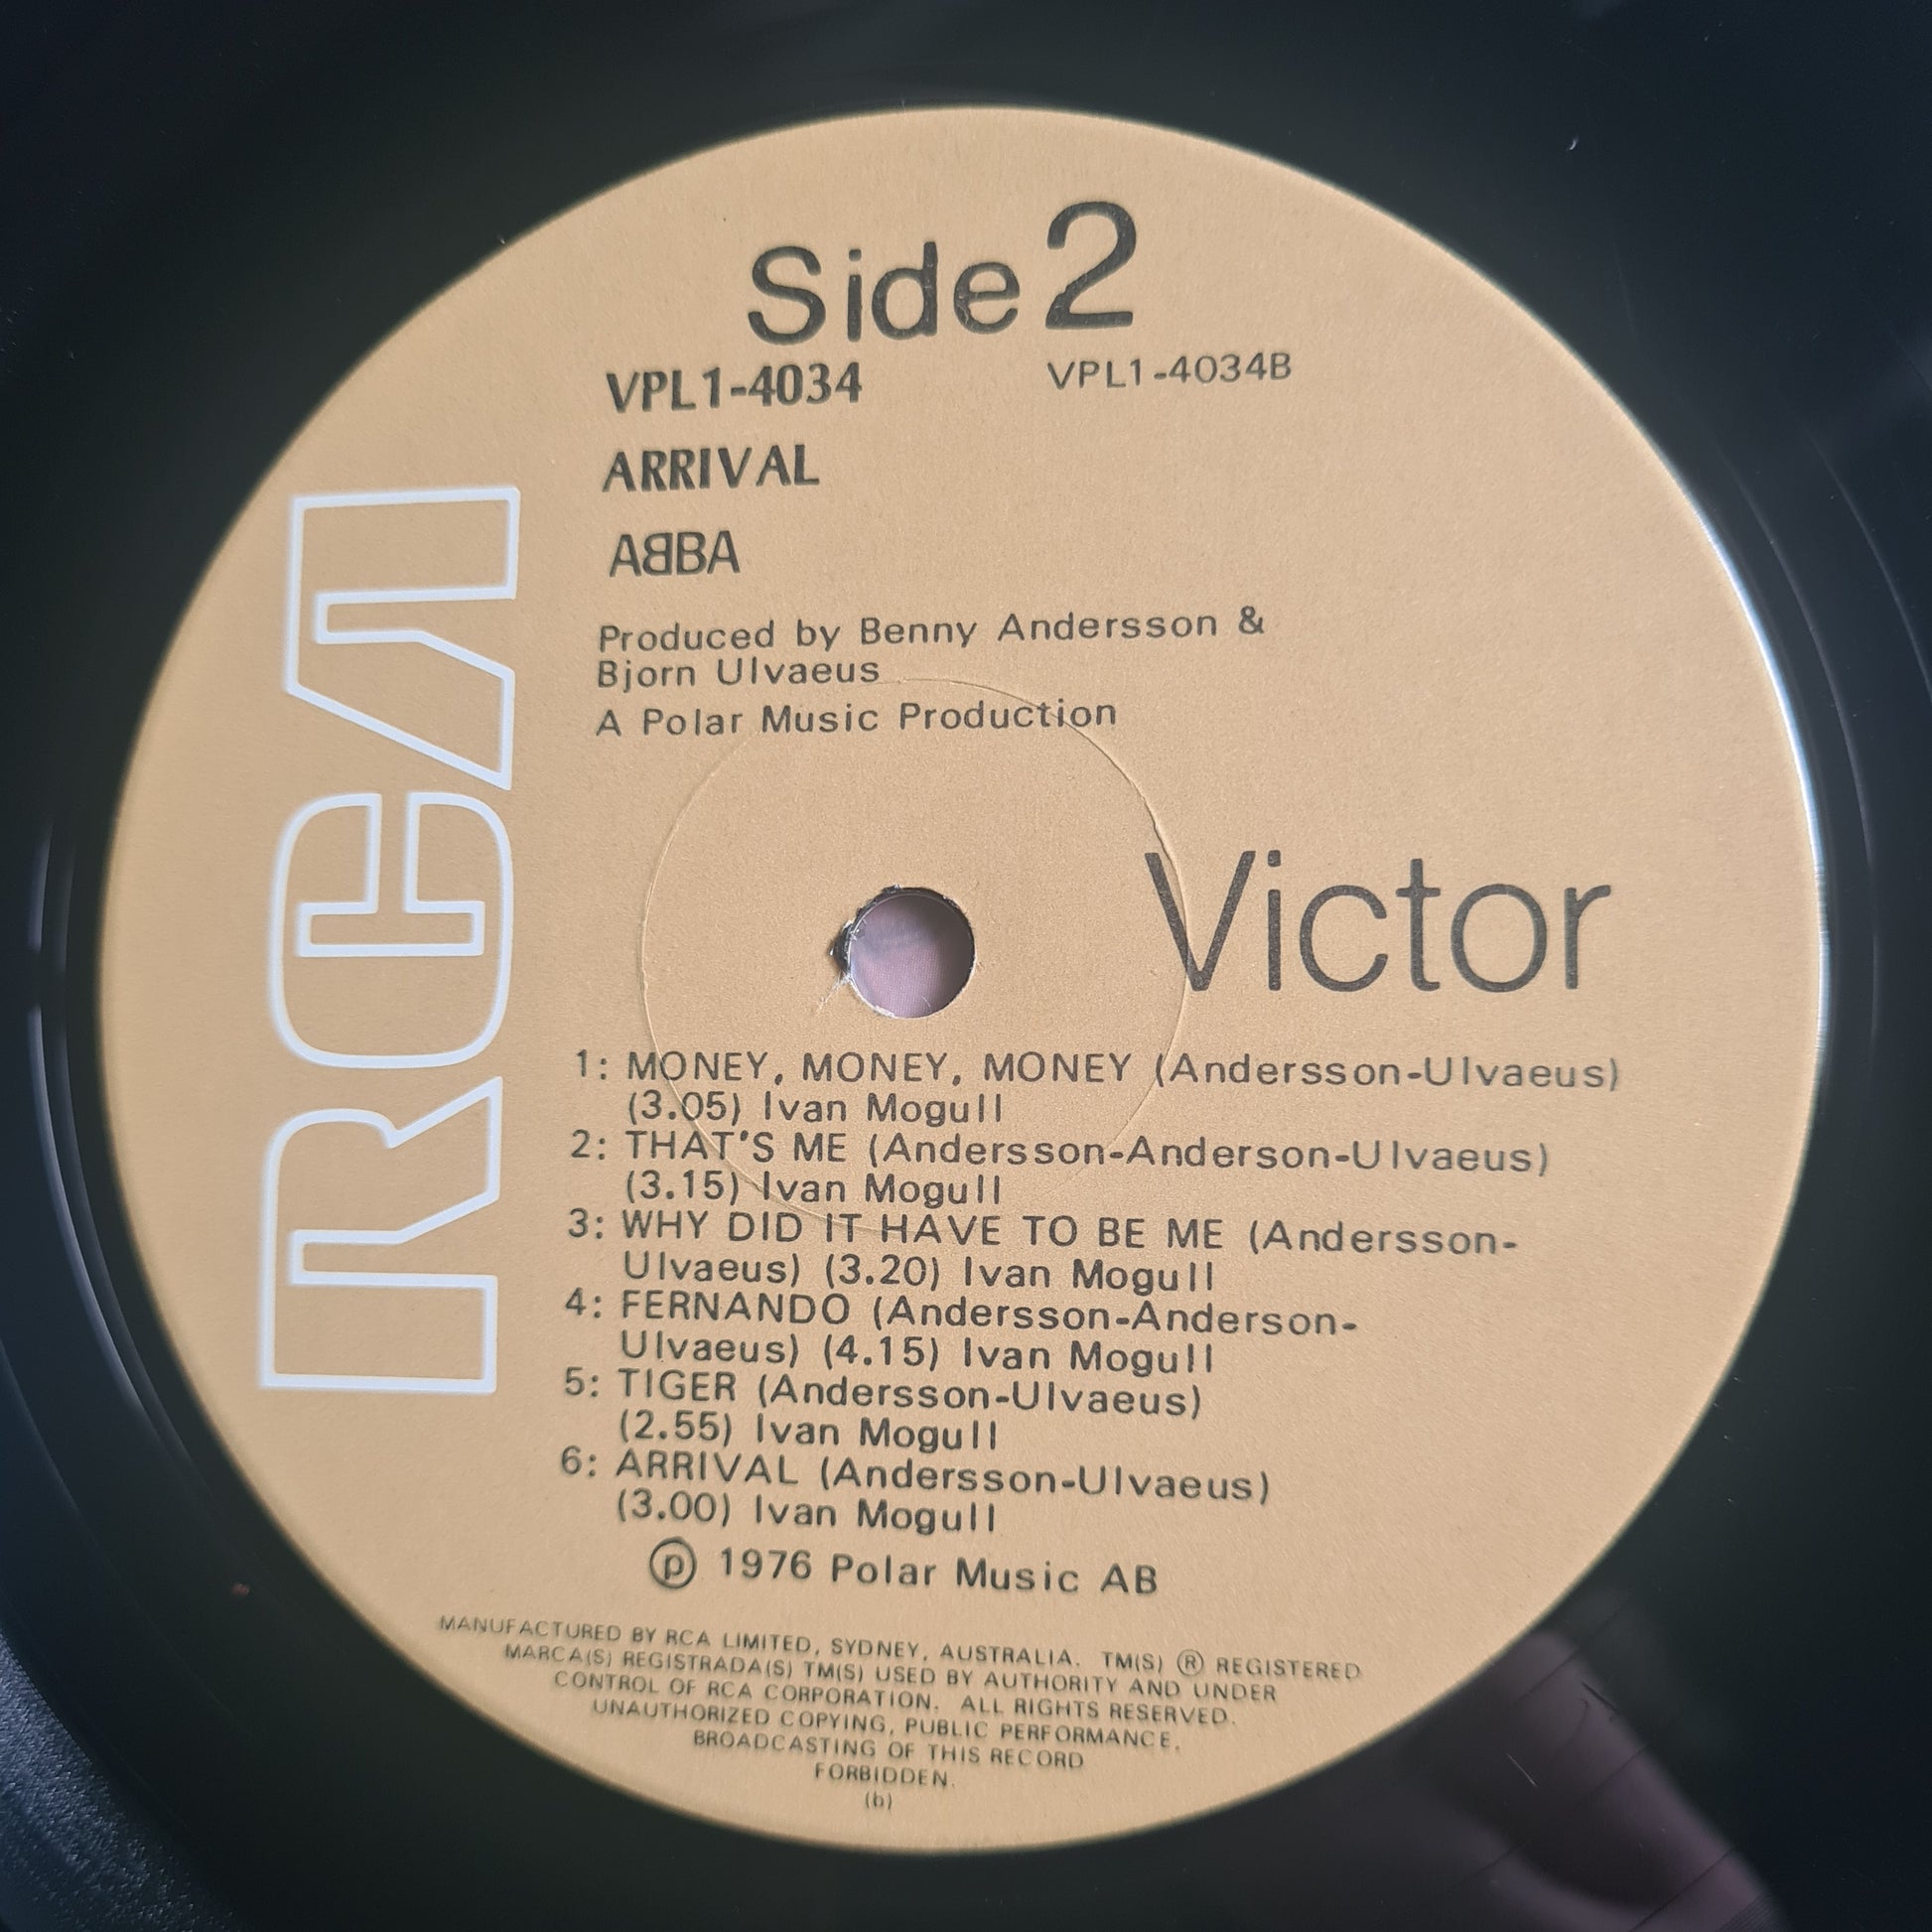 Side 2
VPL1-4034 VPL1-4034B
ARRIVAL
AᗺBA
Produced by Benny Andersson &
Bjorn Ulvaeus
A Polar Music Production
RCA
Victor
1: MONEY, MONEY, MONEY (Andersson-Ulvaeus)
(3.05) Ivan Mogull
2: THAT'S ME (Andersson-Anderson-Ulvaeus)
(3.15) Ivan Mogull
3: WHY DID IT HAVE TO BE ME (Andersson-
Ulvaeus) (3.20) Ivan Mogull
4: FERNANDO (Andersson-Anderson-
Ulvaeus) (4.15) Ivan Mogull
5: TIGER (Andersson-Ulvaeus)
(2.55) Ivan Mogull
6: ARRIVAL (Andersson-Ulvaeus)
(3.00) Ivan Mogull
℗ 1976 Polar Music AB
MANUFACTURED BY RCA LIMITED, SYDNEY, AUSTRALIA. TM(S) ® REGISTERED
MARCA(S) REGISTRADA(S) TM(S) USED BY AUTHORITY AND UNDER
CONTROL OF RCA CORPORATION. ALL RIGHTS RESERVED.
UNAUTHORIZED COPYING, PUBLIC PERFORMANCE,
BROADCASTING OF THIS RECORD
FORBIDDEN.
(b)